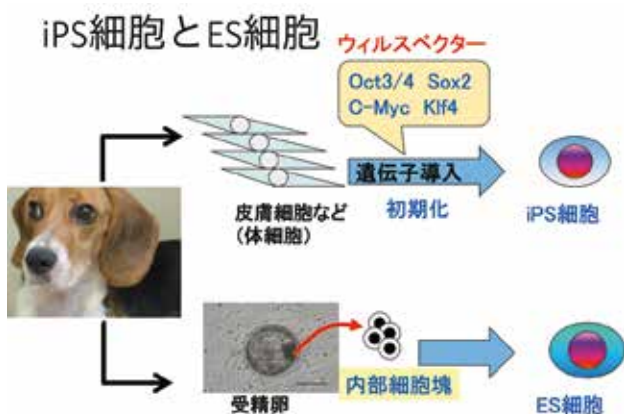 iPS細胞とES細胞
ウィルスベクター
Oct3/4 Sox2
C-Myc Klf4
遺伝子導入
初期化
皮膚細胞など
（体細胞）
iPS細胞
受精卵
内部細胞塊
ES細胞